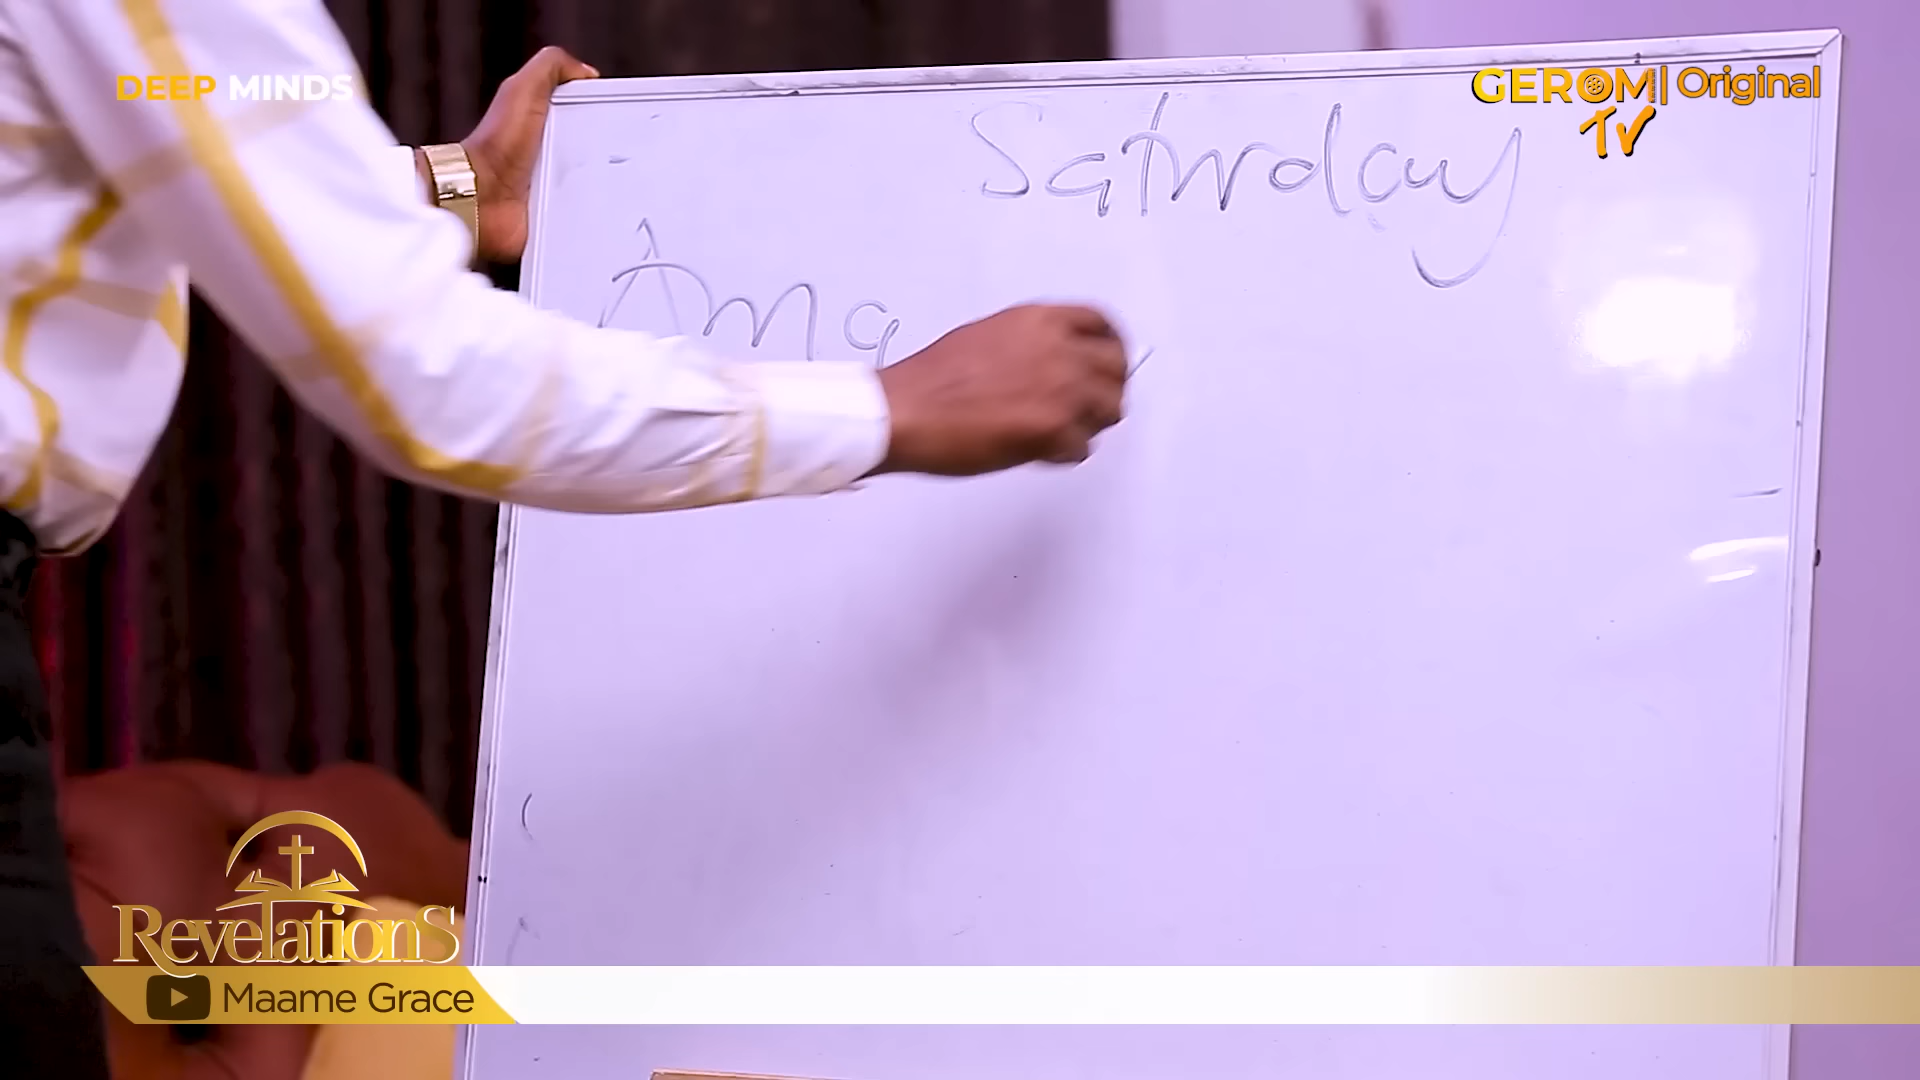 DEEP MINDS
GEROM TV | Original
Saturday
Ama
Revelations
Maame Grace